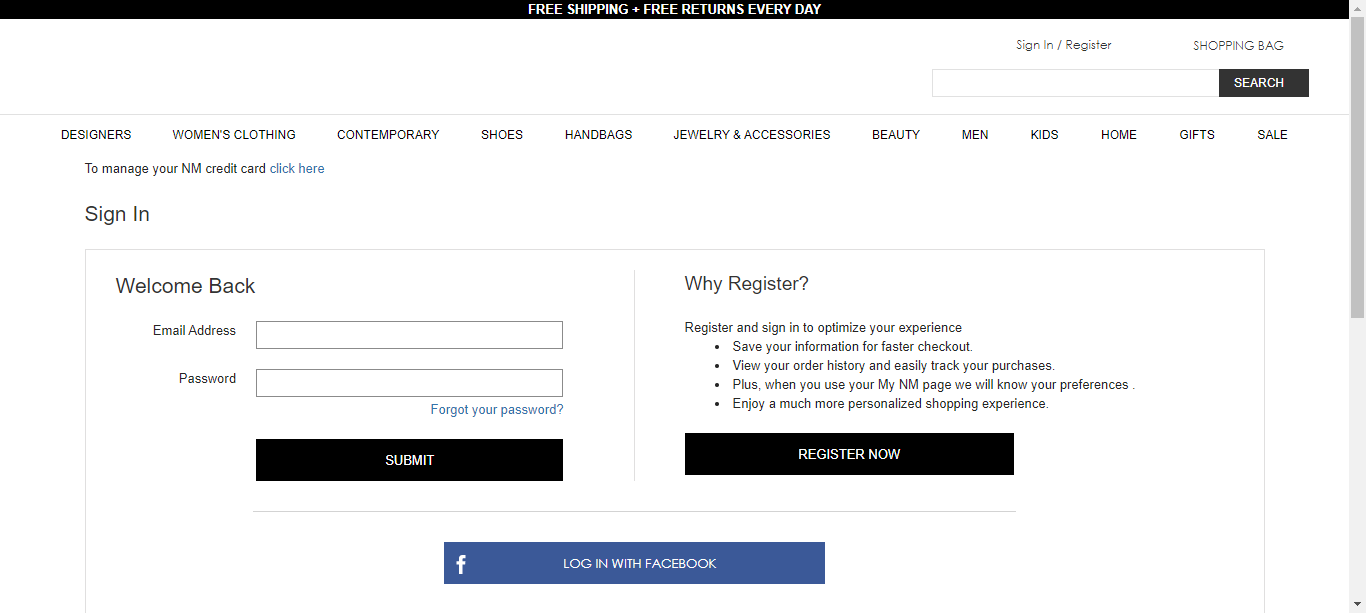 FREE SHIPPING + FREE RETURNS EVERY DAY
Sign In / Register
SHOPPING BAG
SEARCH
DESIGNERS WOMEN'S CLOTHING CONTEMPORARY SHOES HANDBAGS JEWELRY & ACCESSORIES BEAUTY MEN KIDS HOME GIFTS SALE
To manage your NM credit card click here
Sign In
Welcome Back
Email Address
Password
Forgot your password?
SUBMIT
Why Register?
Register and sign in to optimize your experience
• Save your information for faster checkout.
• View your order history and easily track your purchases.
• Plus, when you use your My NM page we will know your preferences .
• Enjoy a much more personalized shopping experience.
REGISTER NOW
f LOG IN WITH FACEBOOK